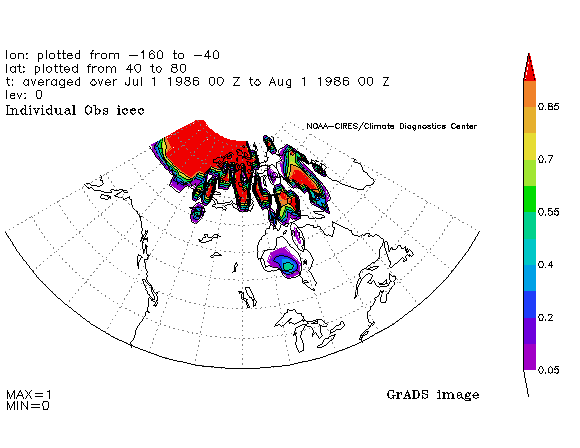 lon: plotted from −160 to −40
lat: plotted from 40 to 80
t: averaged over Jul 1 1986 00 Z to Aug 1 1986 00 Z
lev: 0
Individual Obs icec
NOAA−CIRES/Climate Diagnostics Center
0.85
0.7
0.55
0.4
0.2
0.05
MAX=1
MIN=0
GrADS image